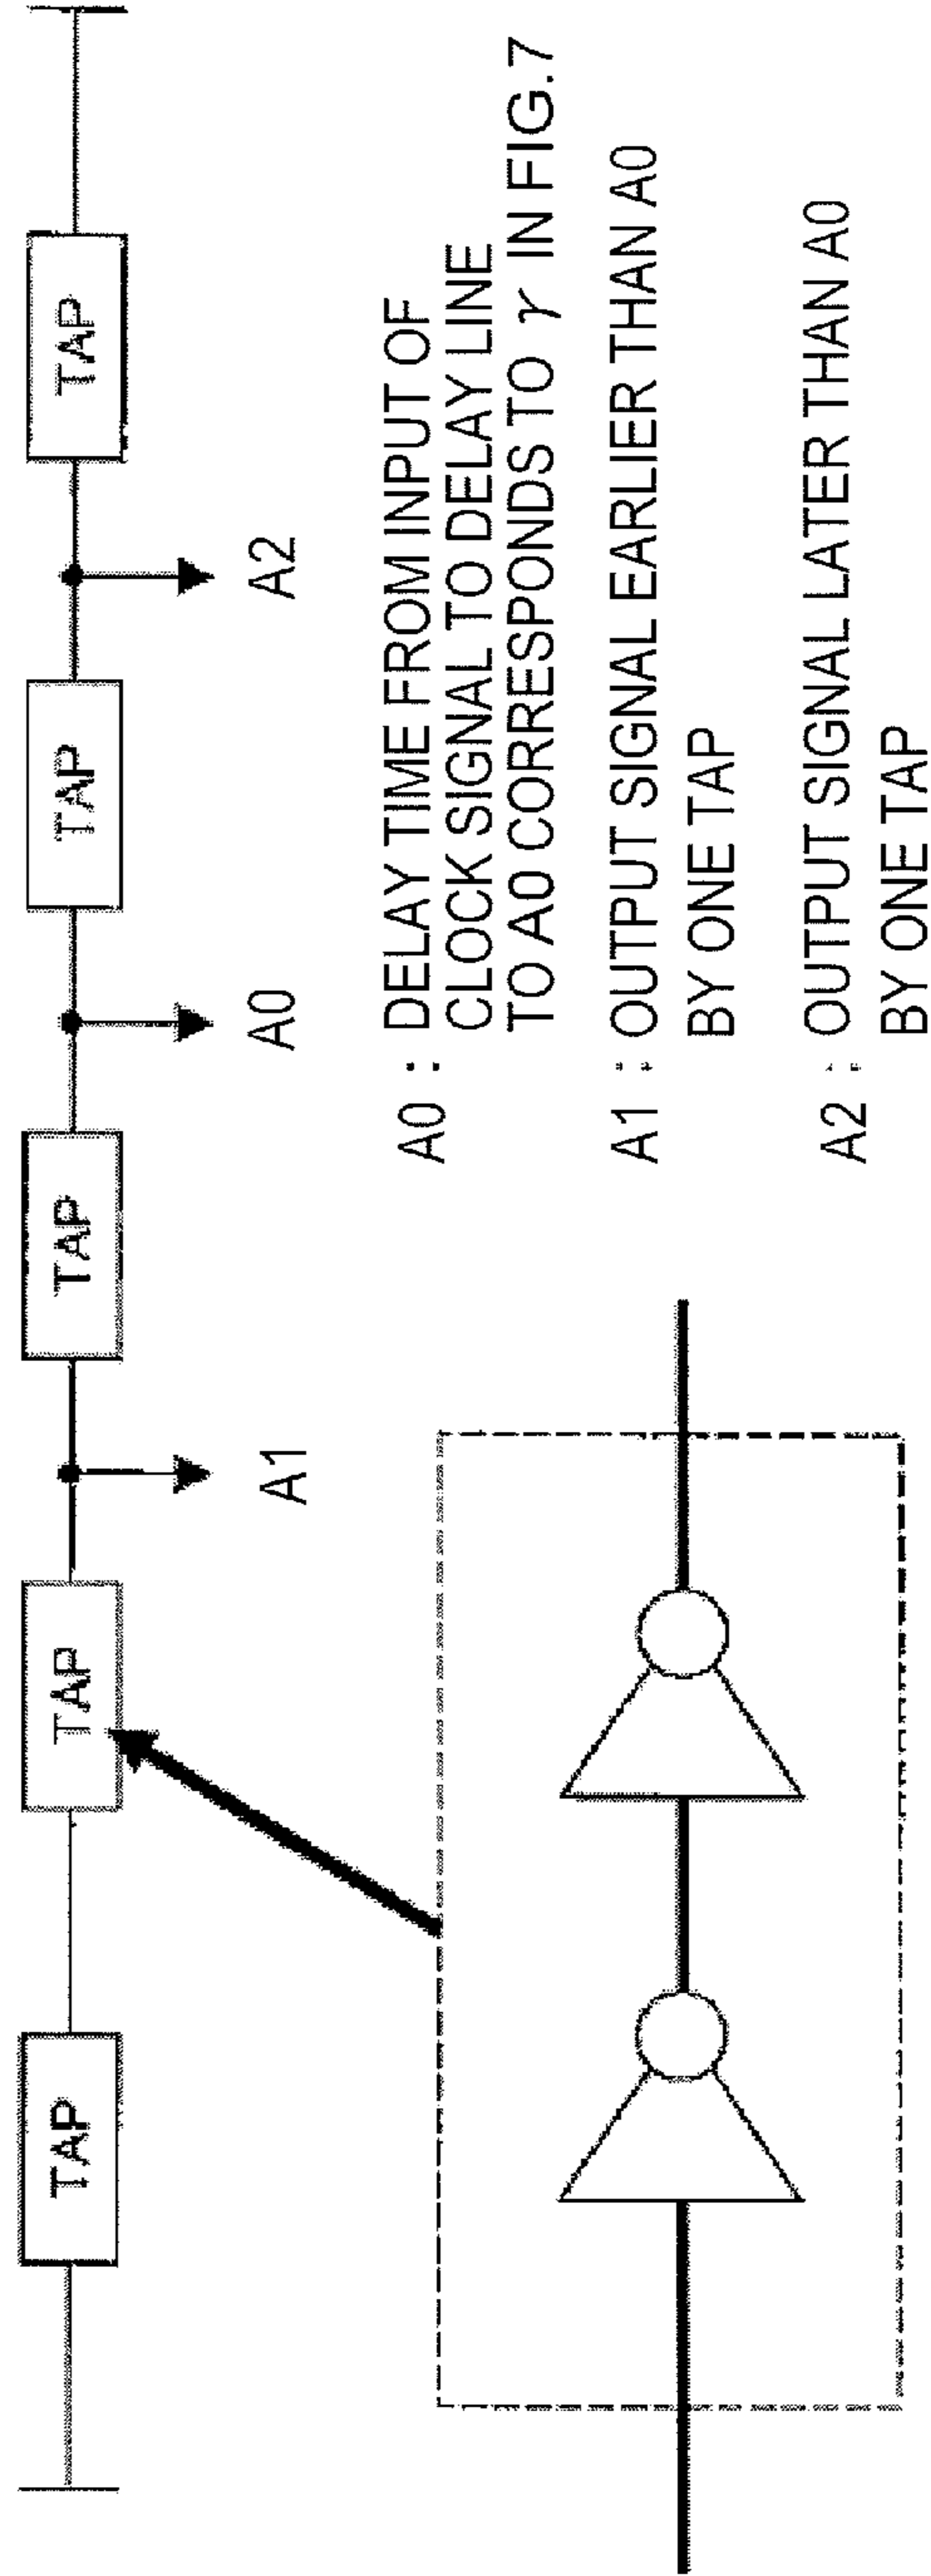 TAP
TAP
TAP
TAP
TAP
A1
A0
A2
A0 : DELAY TIME FROM INPUT OF
CLOCK SIGNAL TO DELAY LINE
TO A0 CORRESPONDS TO γ IN FIG.7
A1 : OUTPUT SIGNAL EARLIER THAN A0
BY ONE TAP
A2 : OUTPUT SIGNAL LATER THAN A0
BY ONE TAP